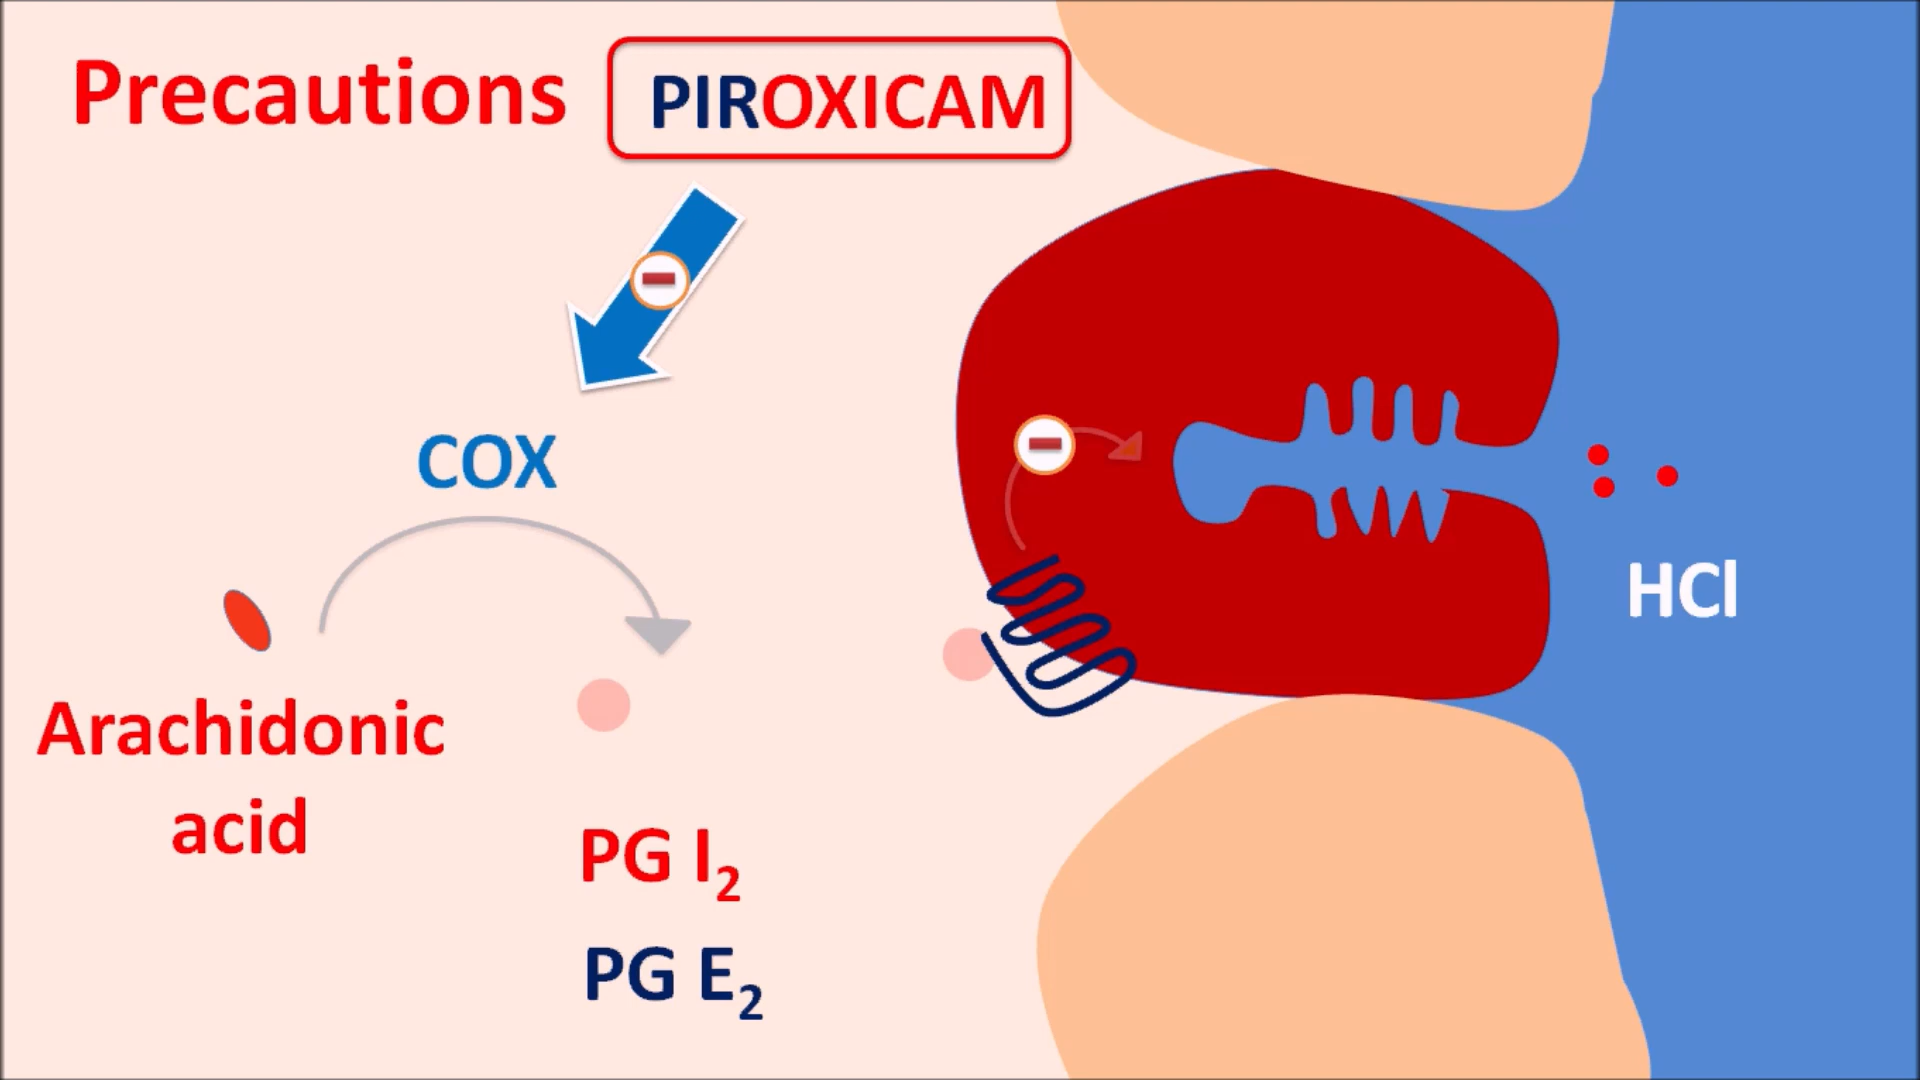 Precautions
PIROXICAM
COX
HCl
Arachidonic
acid
PG I₂
PG E₂